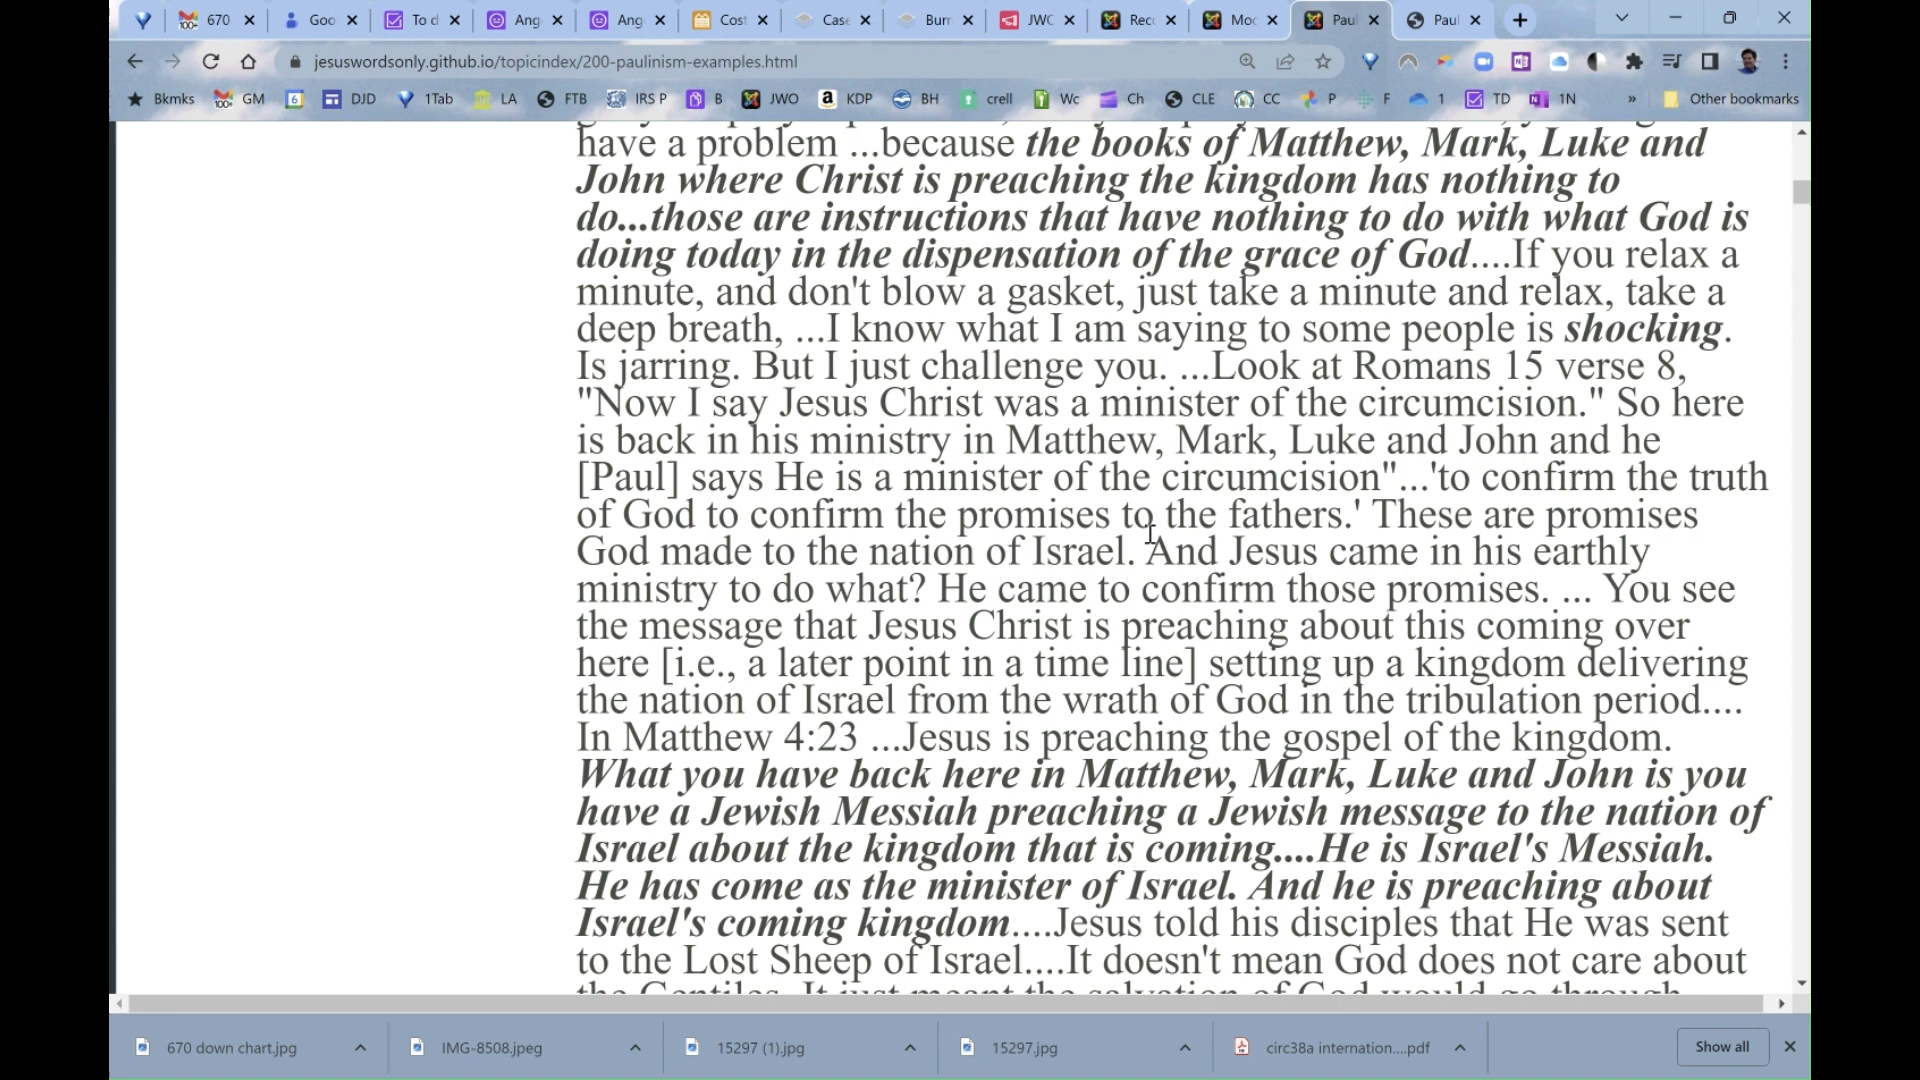 670
Goo
To d
Ang
Ang
Cost
Case
Burn
JWC
Rec
Moc
Paul
Paul
jesuswordsonly.github.io/topicindex/200-paulinism-examples.html
Bkmks GM DJD 1Tab LA FTB IRS P B JWO KDP BH crell Wc Ch CLE CC P F 1 TD 1N » Other bookmarks
have a problem ...because the books of Matthew, Mark, Luke and
John where Christ is preaching the kingdom has nothing to
do...those are instructions that have nothing to do with what God is
doing today in the dispensation of the grace of God....If you relax a
minute, and don't blow a gasket, just take a minute and relax, take a
deep breath, ...I know what I am saying to some people is shocking.
Is jarring. But I just challenge you. ...Look at Romans 15 verse 8,
"Now I say Jesus Christ was a minister of the circumcision." So here
is back in his ministry in Matthew, Mark, Luke and John and he
[Paul] says He is a minister of the circumcision"...'to confirm the truth
of God to confirm the promises to the fathers.' These are promises
God made to the nation of Israel. And Jesus came in his earthly
ministry to do what? He came to confirm those promises. ... You see
the message that Jesus Christ is preaching about this coming over
here [i.e., a later point in a time line] setting up a kingdom delivering
the nation of Israel from the wrath of God in the tribulation period....
In Matthew 4:23 ...Jesus is preaching the gospel of the kingdom.
What you have back here in Matthew, Mark, Luke and John is you
have a Jewish Messiah preaching a Jewish message to the nation of
Israel about the kingdom that is coming....He is Israel's Messiah.
He has come as the minister of Israel. And he is preaching about
Israel's coming kingdom....Jesus told his disciples that He was sent
to the Lost Sheep of Israel....It doesn't mean God does not care about
the Gentiles. It just meant the salvation of God would go through
670 down chart.jpg
IMG-8508.jpeg
15297 (1).jpg
15297.jpg
circ38a internation....pdf
Show all